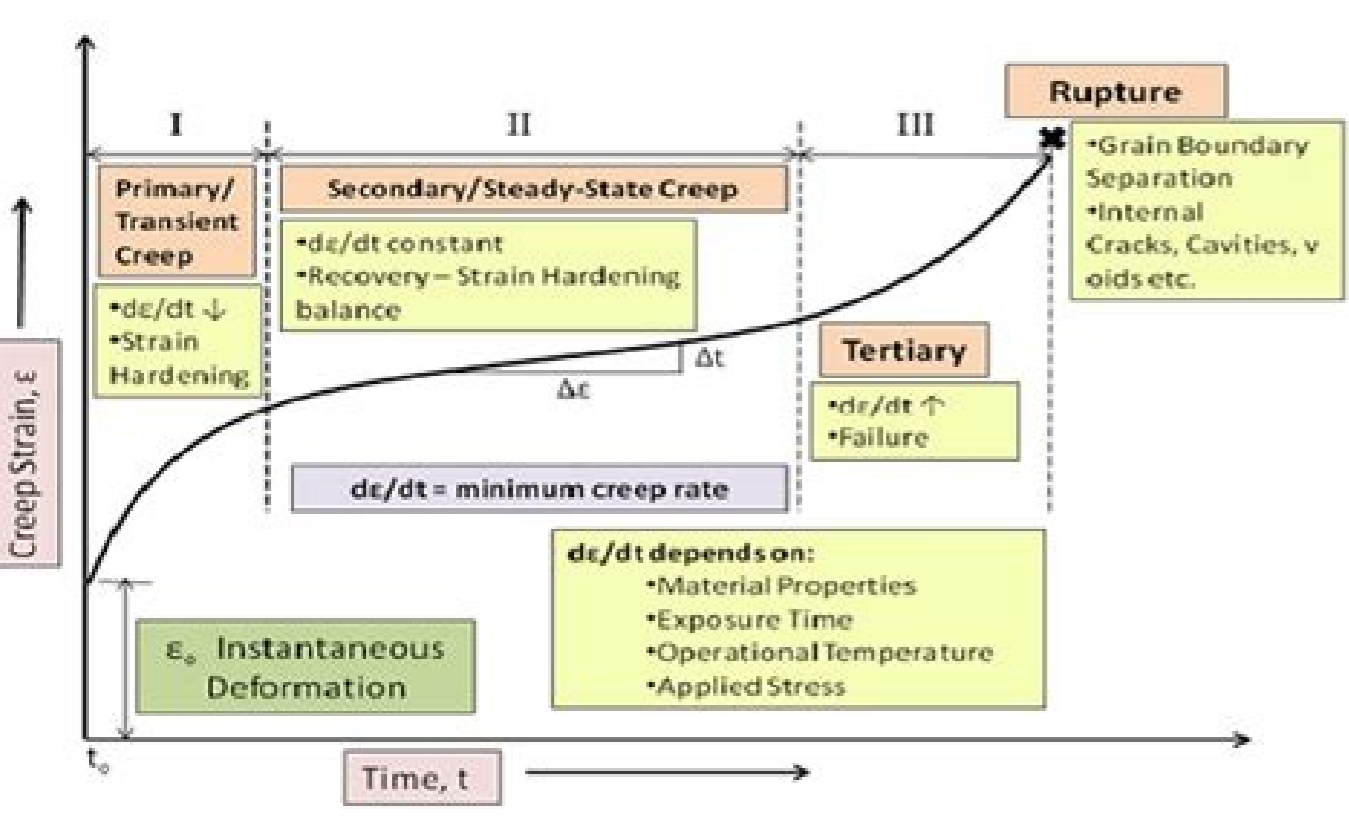 I
II
III
Rupture
•Grain Boundary
Separation
•Internal
Cracks, Cavities, v
oids etc.
Primary/
Transient
Creep
•dε/dt ↓
•Strain
Hardening
Secondary/Steady-State Creep
•dε/dt constant
•Recovery – Strain Hardening
balance
Tertiary
•dε/dt ↑
•Failure
Δt
Δε
dε/dt = minimum creep rate
dε/dt depends on:
•Material Properties
•Exposure Time
•Operational Temperature
•Applied Stress
Creep Strain, ε
ε₀ Instantaneous
Deformation
t₀
Time, t